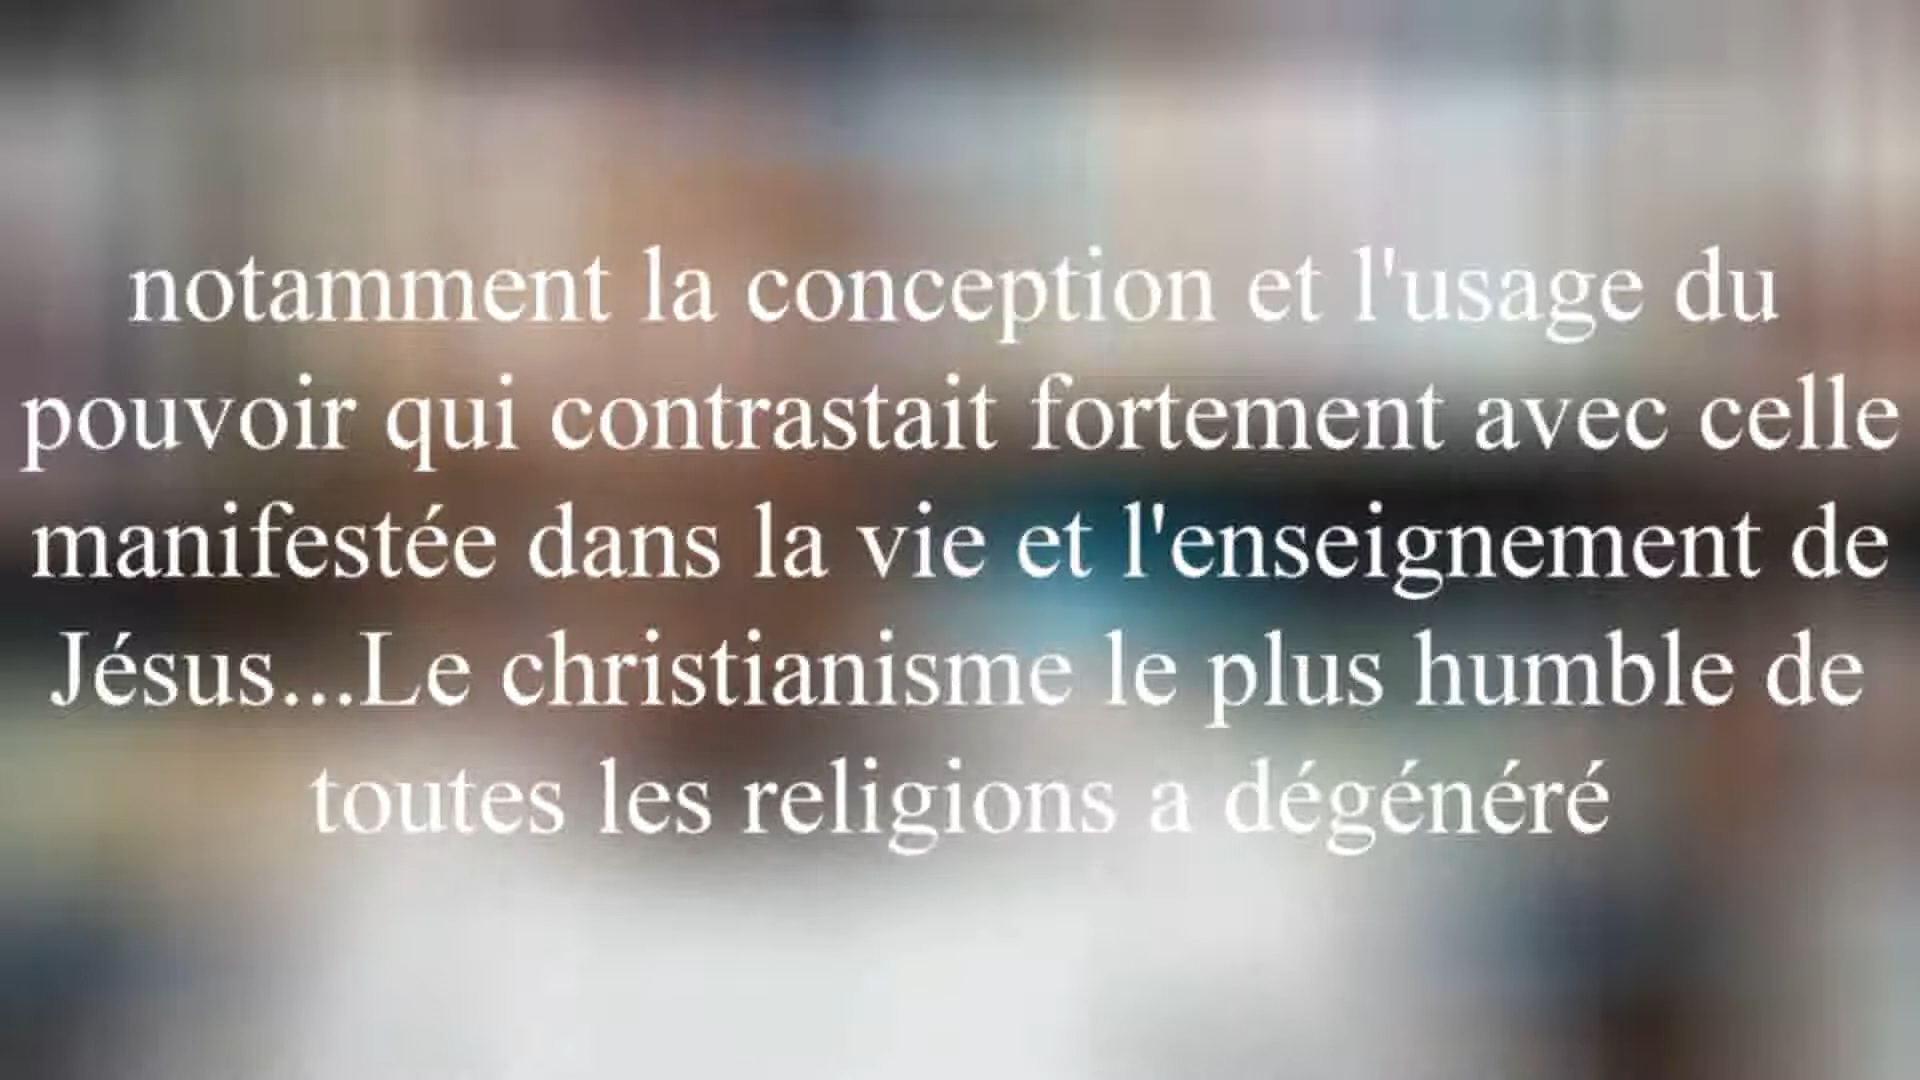 notamment la conception et l'usage du
pouvoir qui contrastait fortement avec celle
manifestée dans la vie et l'enseignement de
Jésus...Le christianisme le plus humble de
toutes les religions a dégénéré